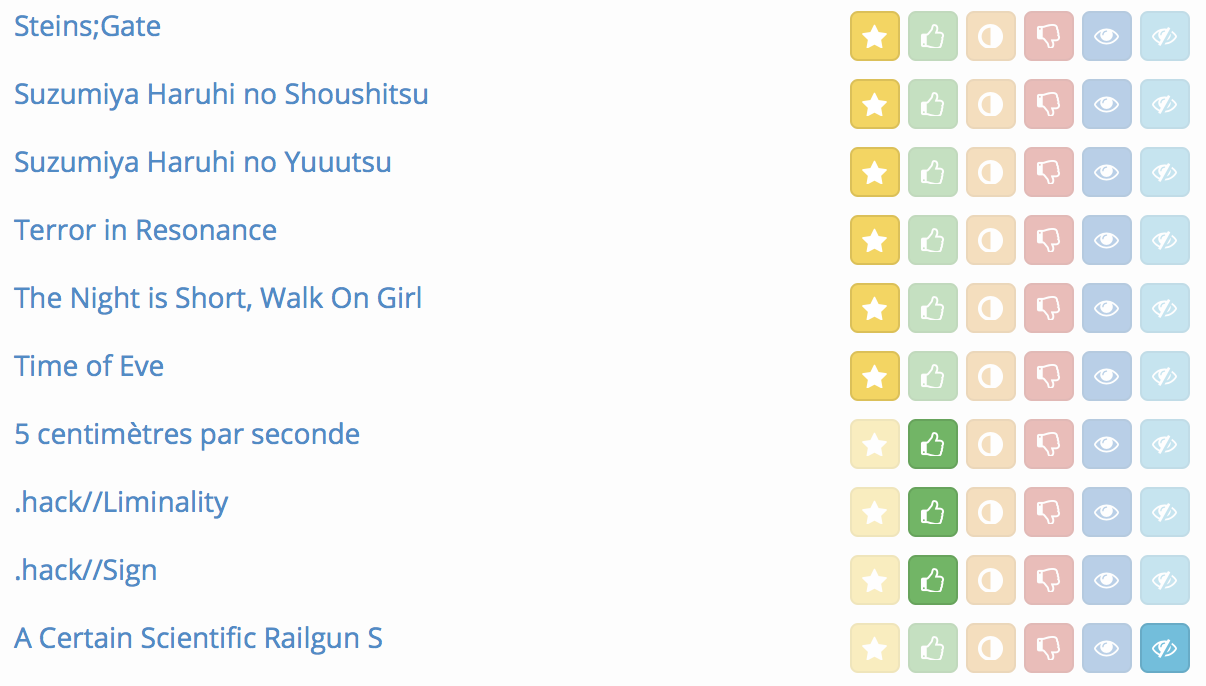 Steins;Gate
Suzumiya Haruhi no Shoushitsu
Suzumiya Haruhi no Yuuutsu
Terror in Resonance
The Night is Short, Walk On Girl
Time of Eve
5 centimètres par seconde
.hack//Liminality
.hack//Sign
A Certain Scientific Railgun S